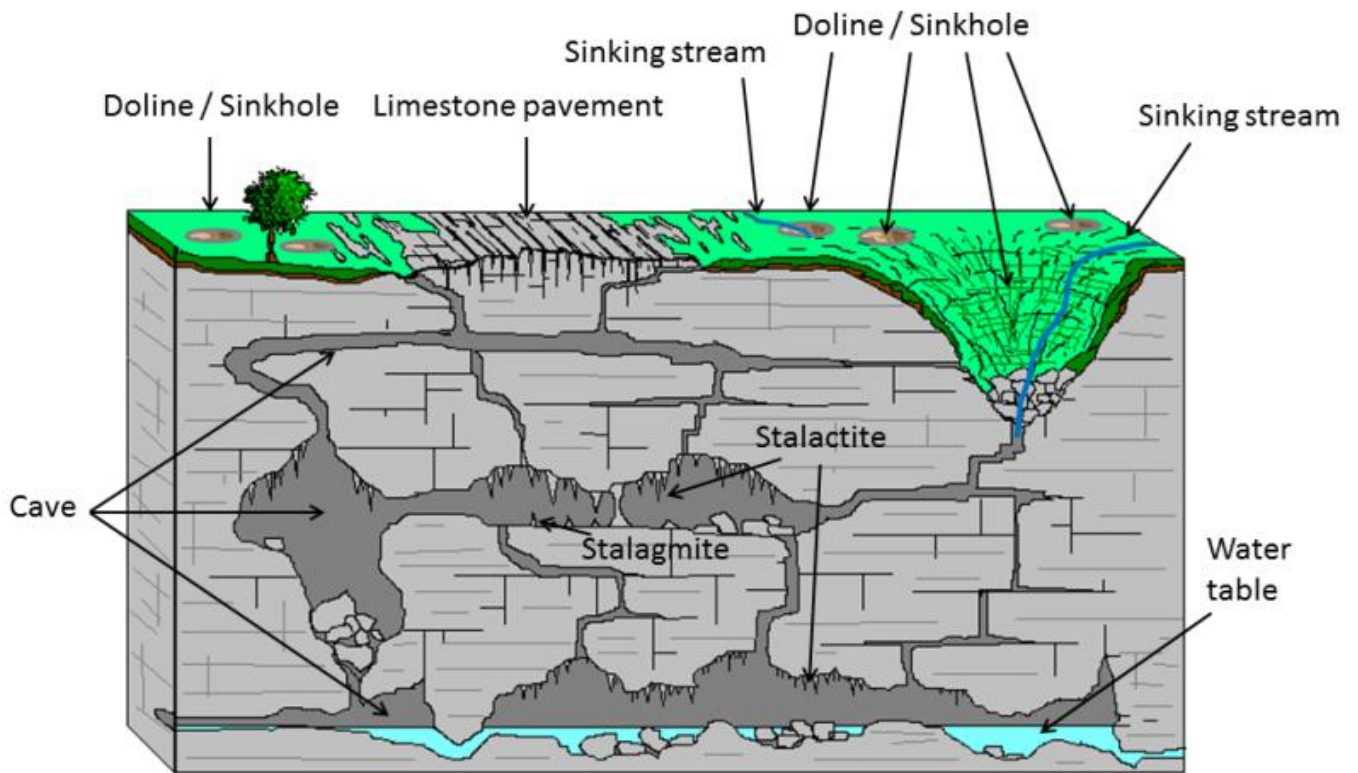 Doline / Sinkhole
Sinking stream
Doline / Sinkhole
Limestone pavement
Sinking stream
Stalactite
Cave
Stalagmite
Water
table